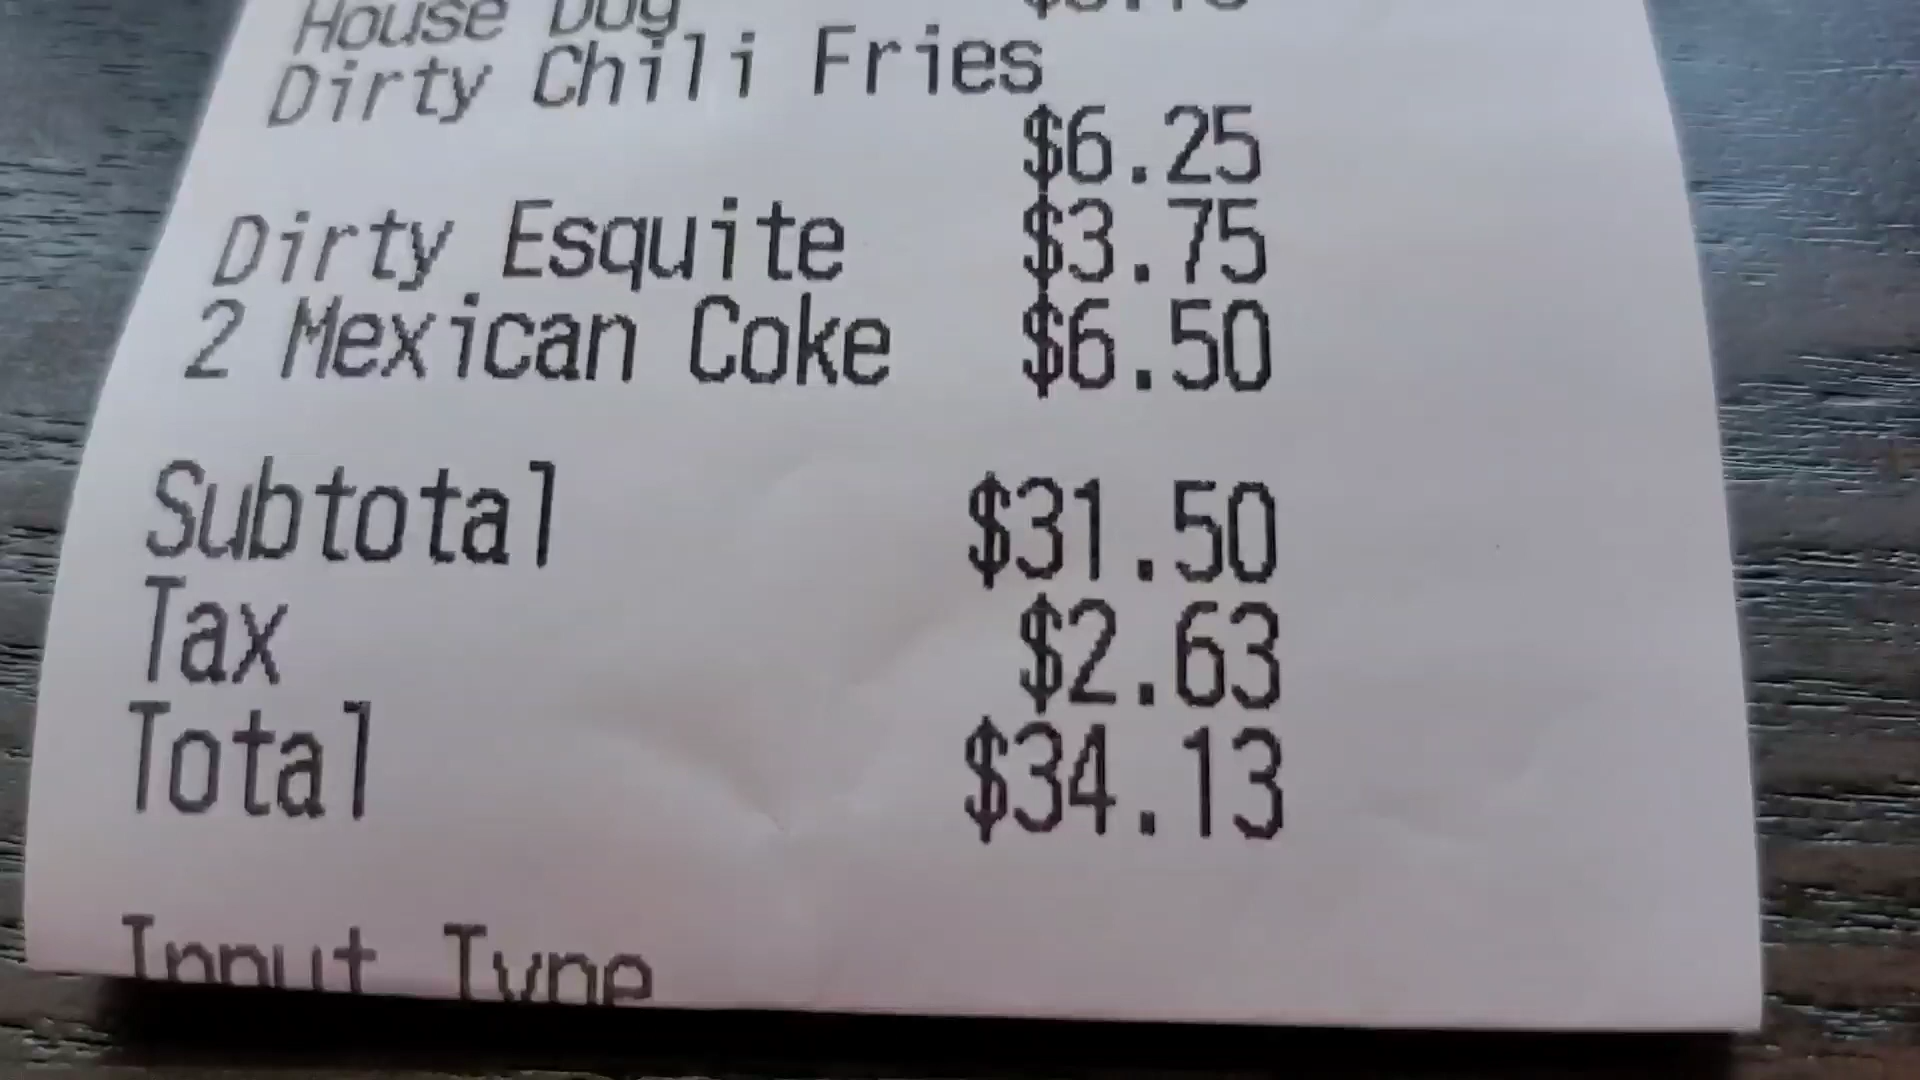 House Dog
Dirty Chili Fries
$6.25
Dirty Esquite $3.75
2 Mexican Coke $6.50
Subtotal $31.50
Tax $2.63
Total $34.13
Input Type